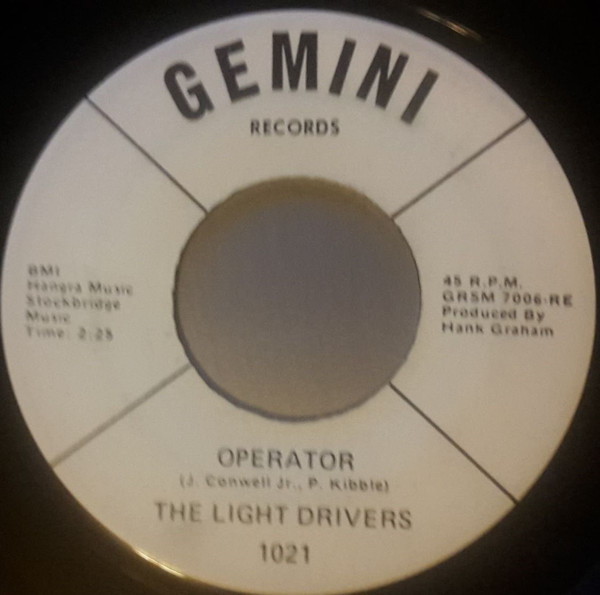 GEMINI
RECORDS
BMI
Hangra Music
Stockbridge
Music
Time: 2:25
45 R.P.M.
GRSM 7006-RE
Produced By
Hank Graham
OPERATOR
(J. Conwell Jr., P. Kibble)
THE LIGHT DRIVERS
1021